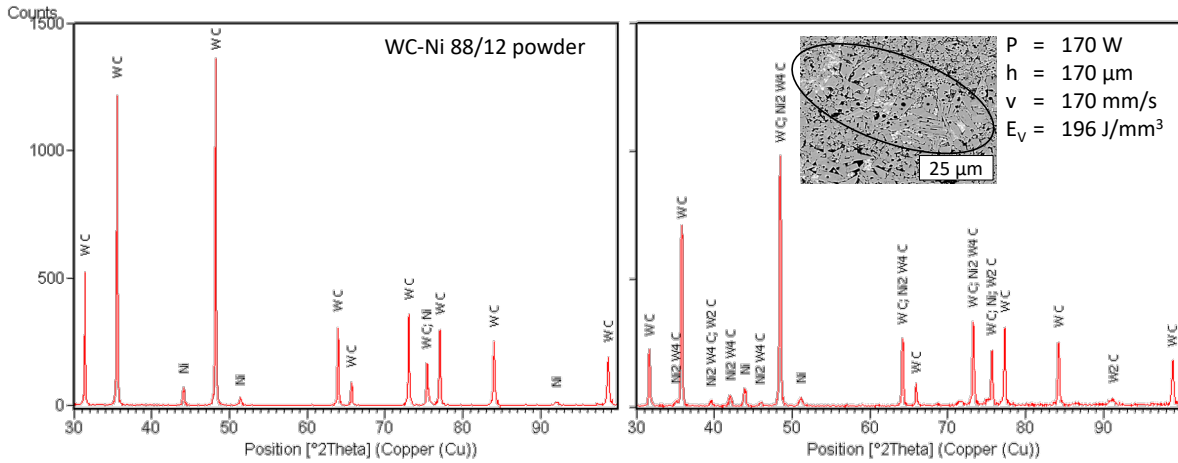 Counts
1500
1000
500
0
WC-Ni 88/12 powder
W C
W C
Ni
W C
Ni
W C
W C
W C
W C; Ni
W C
W C
Ni
W C
30 40 50 60 70 80 90
Position [°2Theta] (Copper (Cu))
P = 170 W
h = 170 µm
v = 170 mm/s
E_V = 196 J/mm³
25 µm
W C
Ni2 W4 C
W C
Ni2 W4 C; W2 C
Ni2 W4 C
Ni
Ni2 W4 C
W C; Ni2 W4 C
Ni
W C; Ni2 W4 C
W C
W C; Ni2 W4 C
W C; Ni; W2 C
W C
W C
W2 C
W C
30 40 50 60 70 80 90
Position [°2Theta] (Copper (Cu))